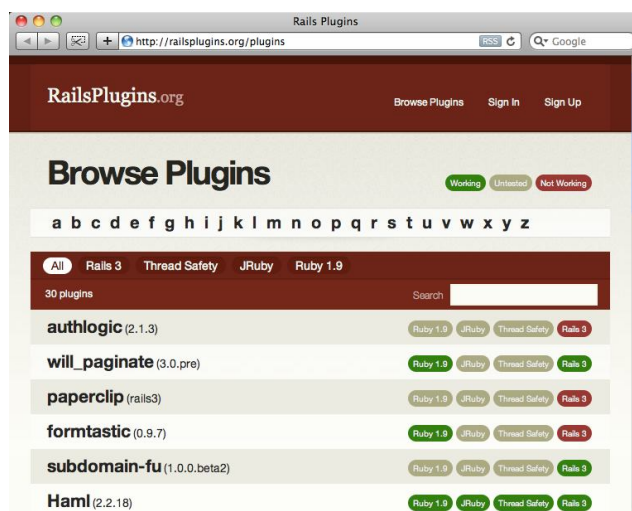 Rails Plugins
http://railsplugins.org/plugins RSS Google
RailsPlugins.org
Browse Plugins Sign In Sign Up
Browse Plugins
Working Untested Not Working
a b c d e f g h i j k l m n o p q r s t u v w x y z
All Rails 3 Thread Safety JRuby Ruby 1.9
30 plugins Search
authlogic (2.1.3) Ruby 1.9 JRuby Thread Safety Rails 3
will_paginate (3.0.pre) Ruby 1.9 JRuby Thread Safety Rails 3
paperclip (rails3) Ruby 1.9 JRuby Thread Safety Rails 3
formtastic (0.9.7) Ruby 1.9 JRuby Thread Safety Rails 3
subdomain-fu (1.0.0.beta2) Ruby 1.9 JRuby Thread Safety Rails 3
Haml (2.2.18) Ruby 1.9 JRuby Thread Safety Rails 3